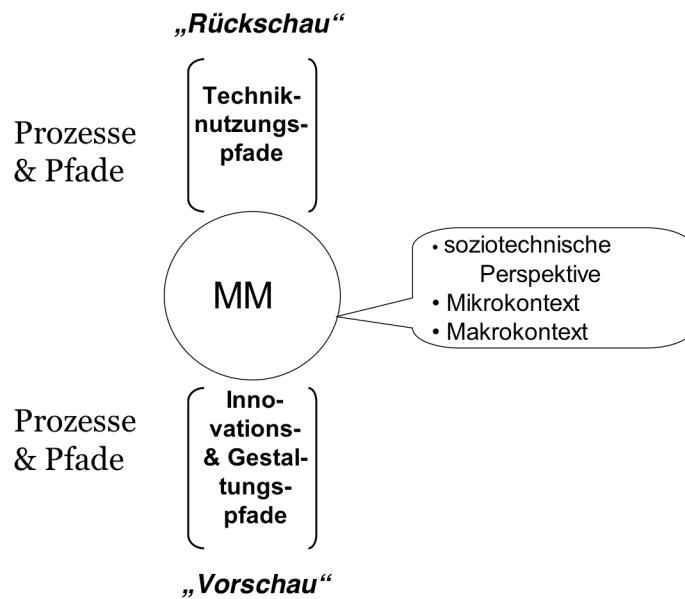 „Rückschau“
Technik-
nutzungs-
pfade
Prozesse
& Pfade
MM
• soziotechnische
Perspektive
• Mikrokontext
• Makrokontext
Prozesse
& Pfade
Inno-
vations-
& Gestal-
tungs-
pfade
„Vorschau“